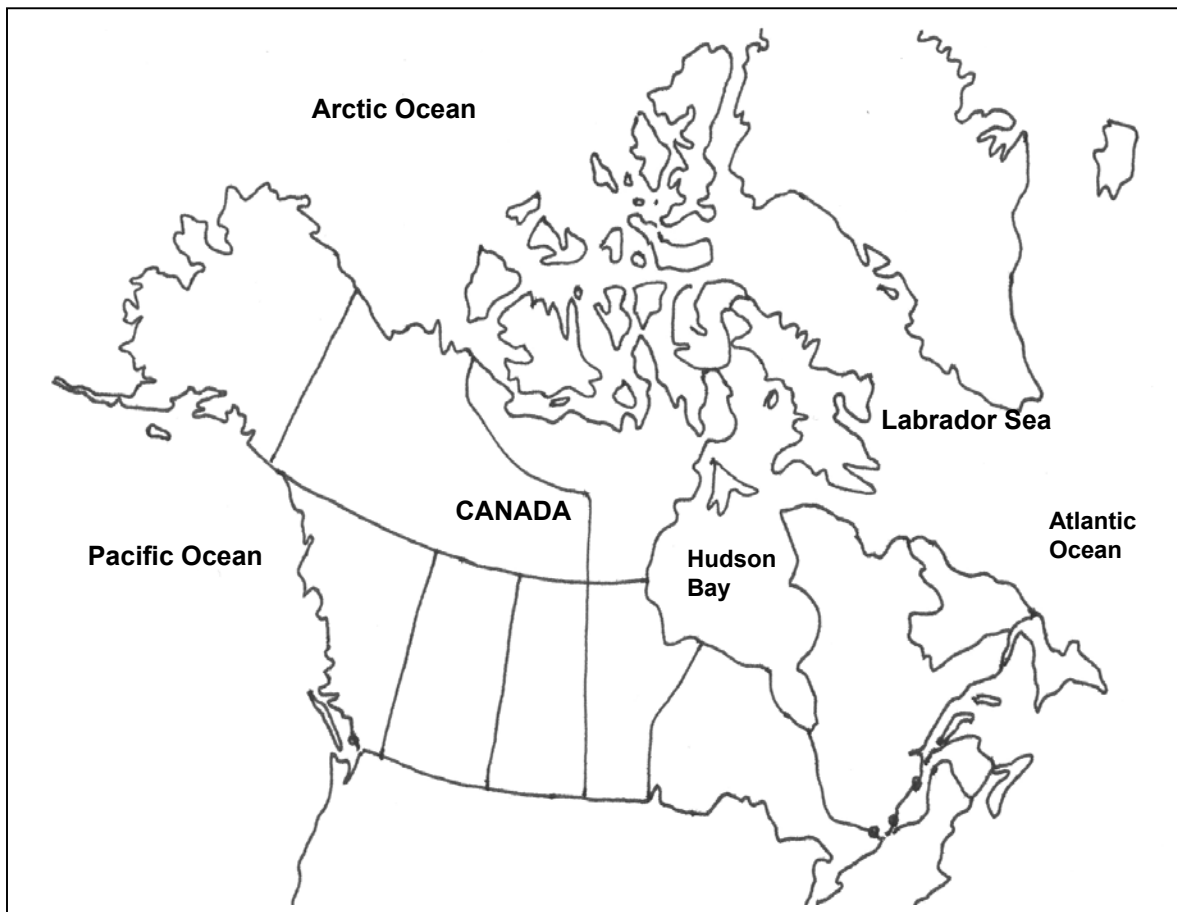 Arctic Ocean
Labrador Sea
CANADA
Atlantic
Ocean
Pacific Ocean
Hudson
Bay